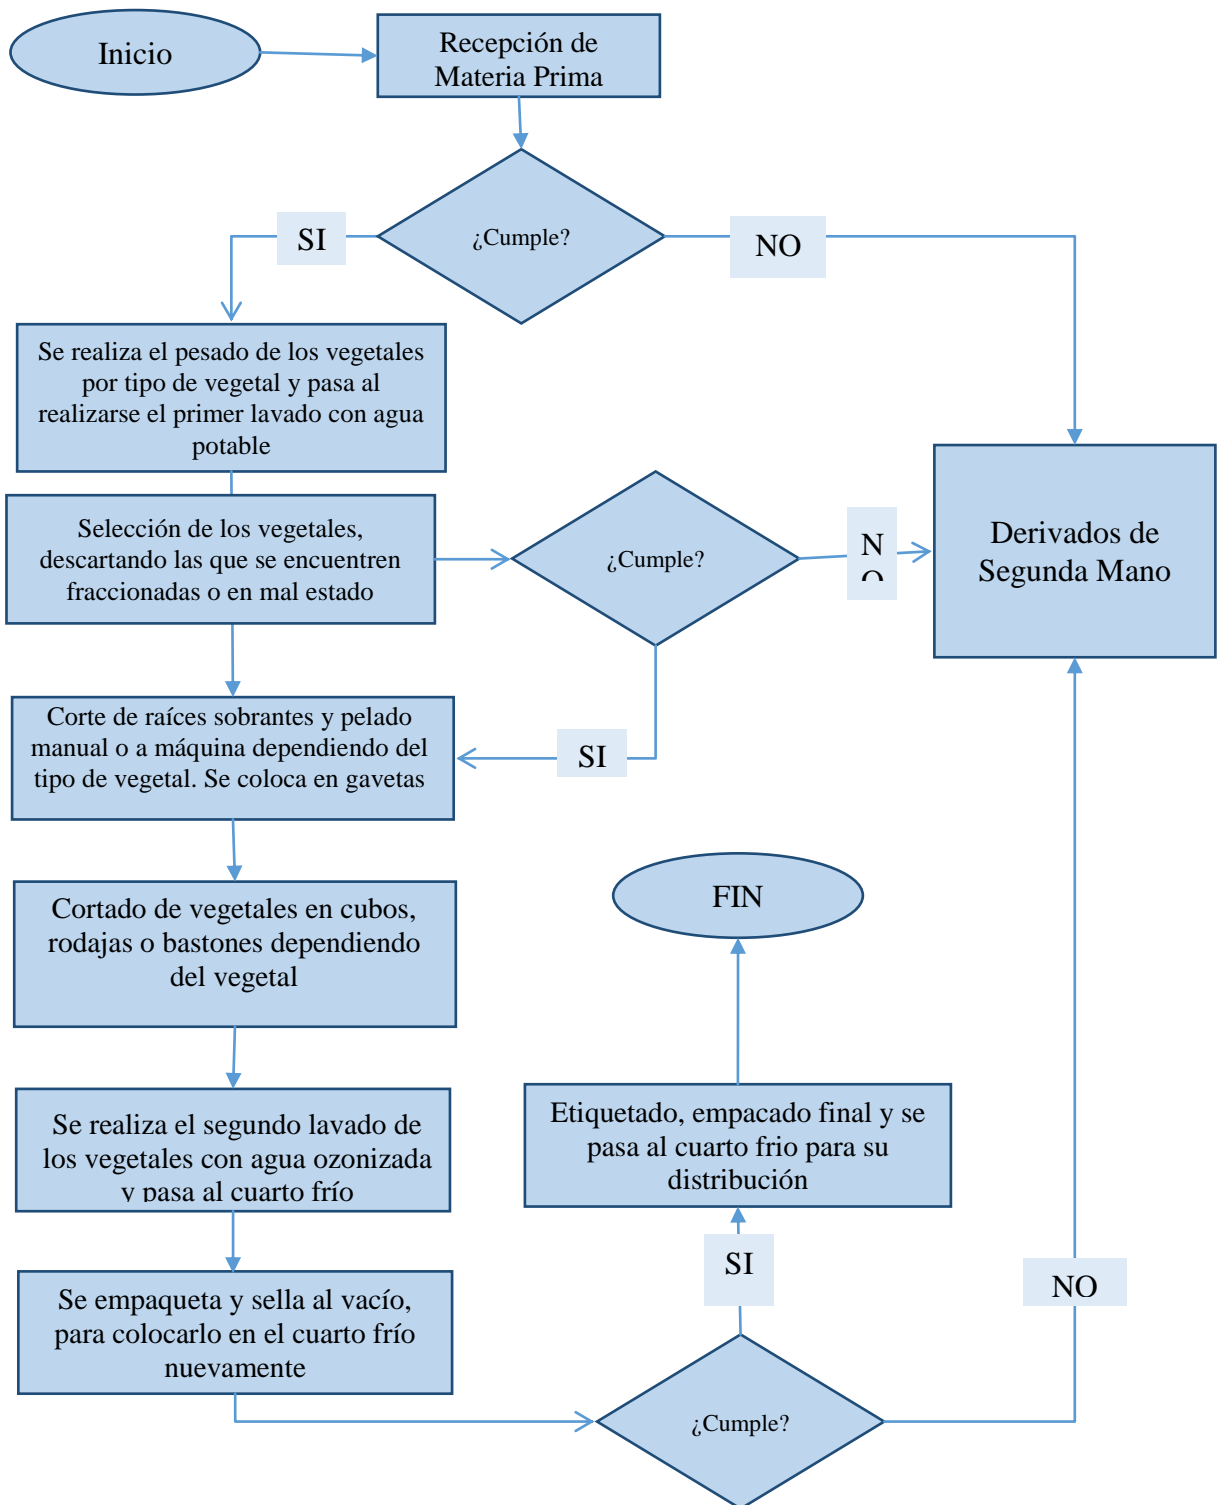 Inicio
Recepción de
Materia Prima
¿Cumple?
SI
NO
Se realiza el pesado de los vegetales
por tipo de vegetal y pasa al
realizarse el primer lavado con agua
potable
Selección de los vegetales,
descartando las que se encuentren
fraccionadas o en mal estado
¿Cumple?
N
O
Derivados de
Segunda Mano
Corte de raíces sobrantes y pelado
manual o a máquina dependiendo del
tipo de vegetal. Se coloca en gavetas
SI
Cortado de vegetales en cubos,
rodajas o bastones dependiendo
del vegetal
FIN
Se realiza el segundo lavado de
los vegetales con agua ozonizada
y pasa al cuarto frío
Etiquetado, empacado final y se
pasa al cuarto frio para su
distribución
SI
NO
Se empaqueta y sella al vacío,
para colocarlo en el cuarto frío
nuevamente
¿Cumple?